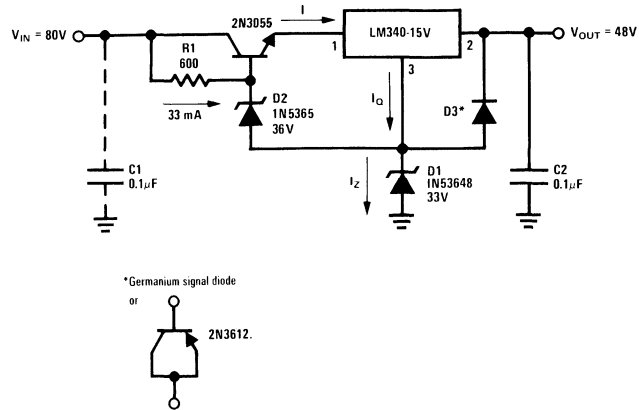 V_IN = 80V
2N3055
I
LM340-15V
1
2
3
V_OUT = 48V
R1
600
33 mA
D2
1N5365
36V
I_Q
D3*
C1
0.1μF
I_Z
D1
IN53648
33V
C2
0.1μF
*Germanium signal diode
or
2N3612.